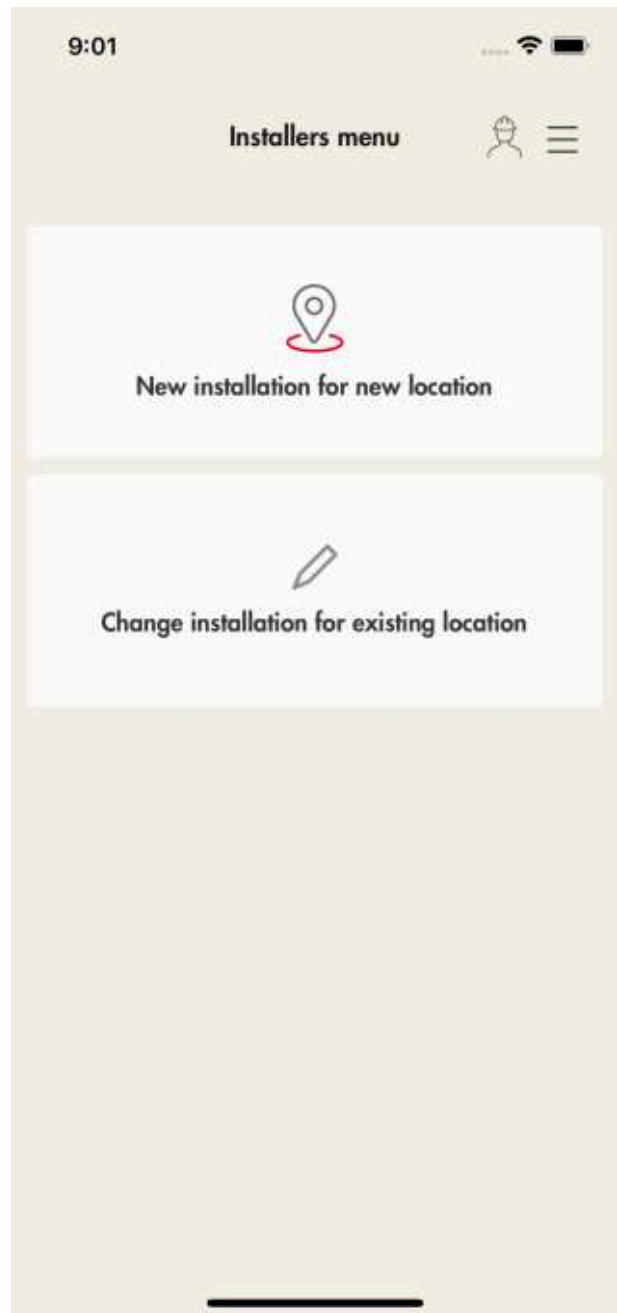 9:01
Installers menu
New installation for new location
Change installation for existing location